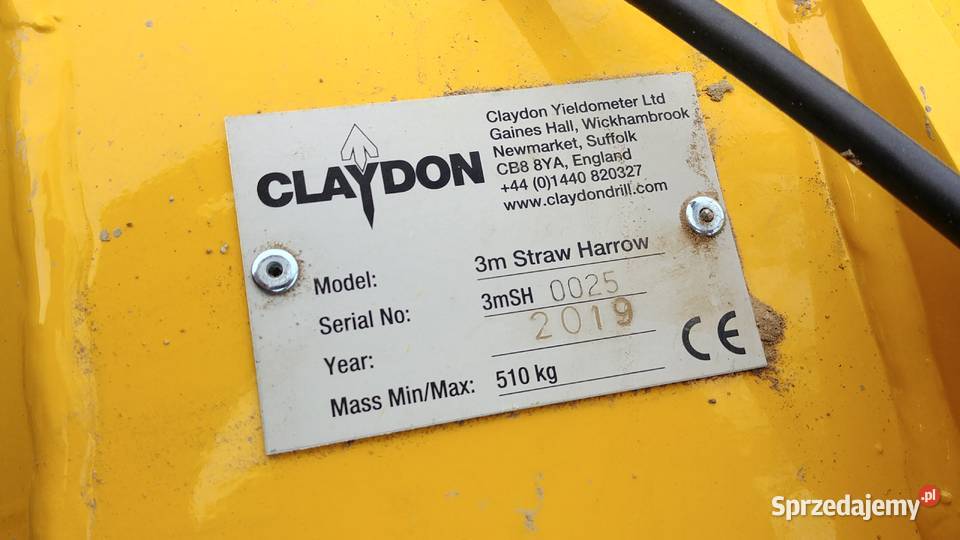 CLAYDON
Claydon Yieldometer Ltd
Gaines Hall, Wickhambrook
Newmarket, Suffolk
CB8 8YA, England
+44 (0)1440 820327
www.claydondrill.com
Model: 3m Straw Harrow
Serial No: 3mSH 0025
Year: 2019
Mass Min/Max: 510 kg
CE
Sprzedajemy.pl